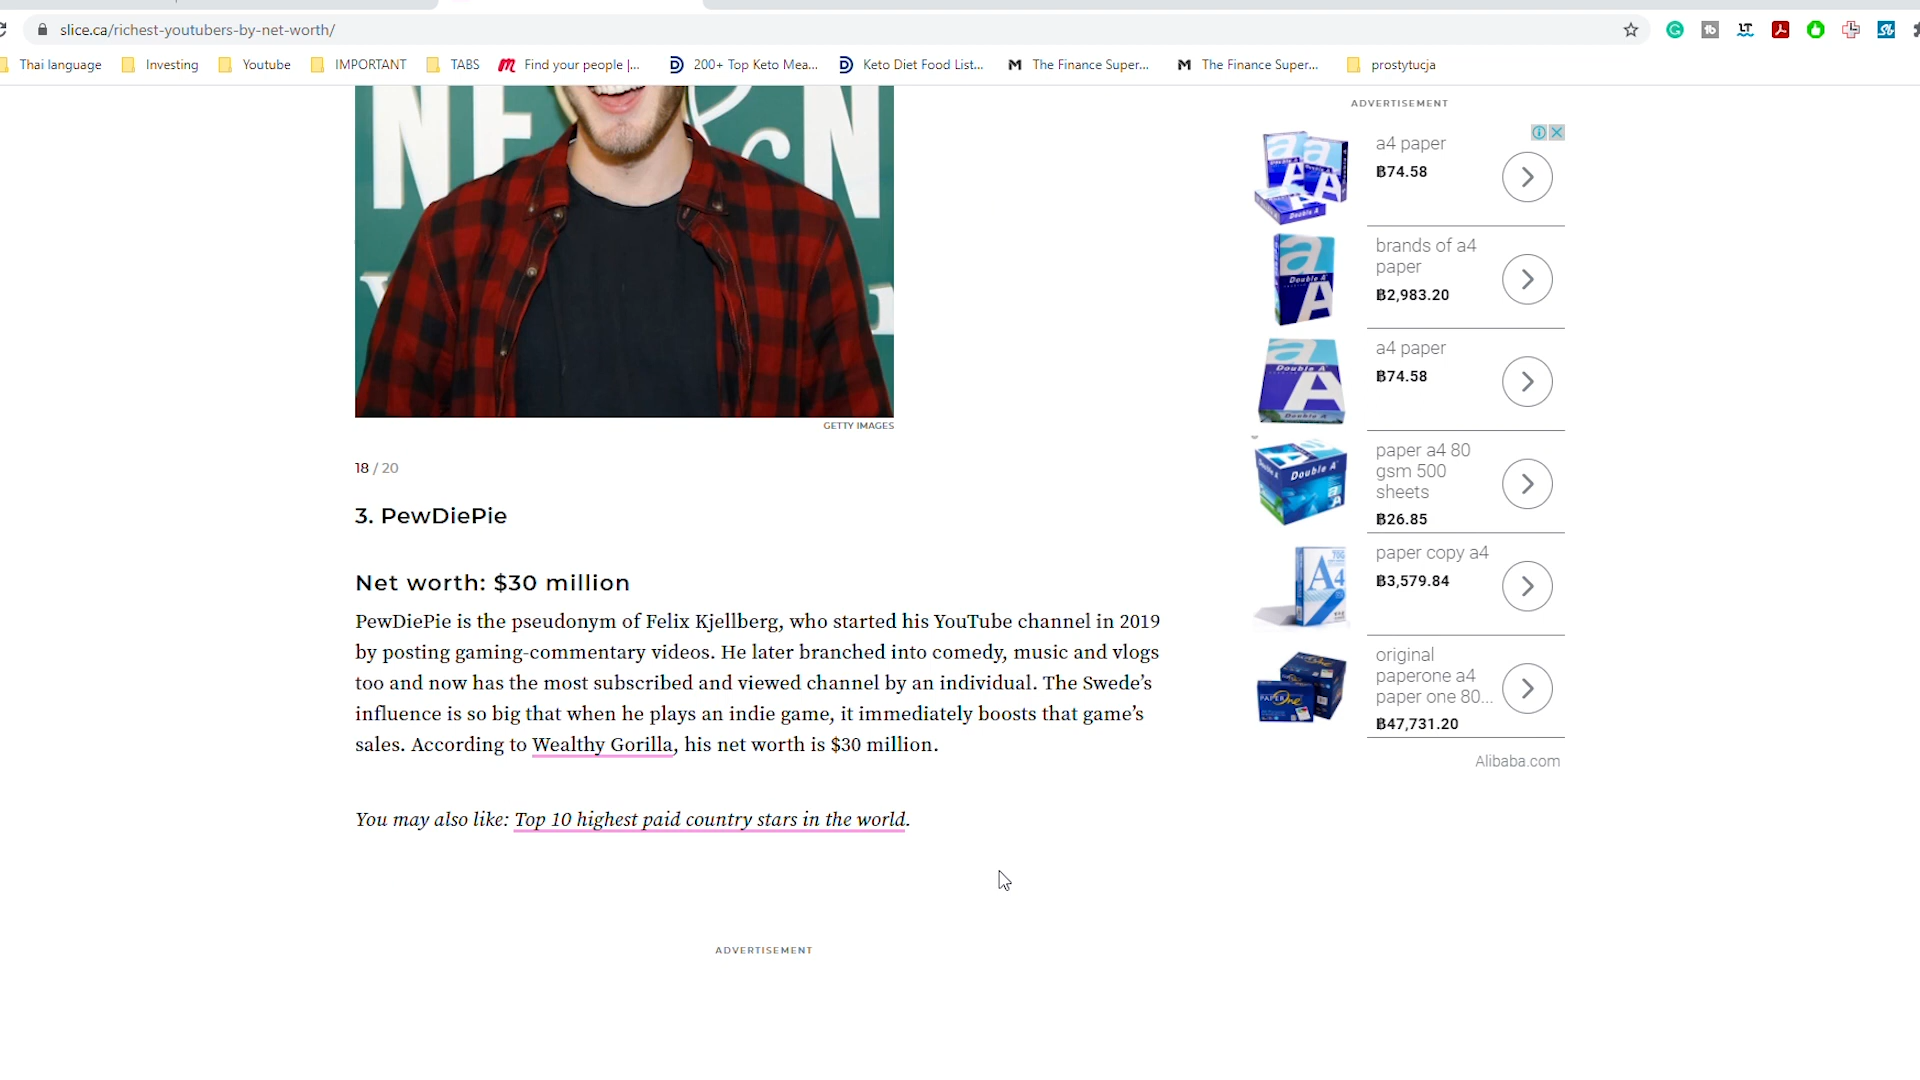 slice.ca/richest-youtubers-by-net-worth/
Thai language
Investing
Youtube
IMPORTANT
TABS
Find your people |...
200+ Top Keto Mea...
Keto Diet Food List...
The Finance Super...
The Finance Super...
prostytucja
GETTY IMAGES
18 / 20
3. PewDiePie
Net worth: $30 million
PewDiePie is the pseudonym of Felix Kjellberg, who started his YouTube channel in 2019
by posting gaming-commentary videos. He later branched into comedy, music and vlogs
too and now has the most subscribed and viewed channel by an individual. The Swede’s
influence is so big that when he plays an indie game, it immediately boosts that game’s
sales. According to Wealthy Gorilla, his net worth is $30 million.
You may also like: Top 10 highest paid country stars in the world.
ADVERTISEMENT
ADVERTISEMENT
a4 paper
฿74.58
brands of a4
paper
฿2,983.20
a4 paper
฿74.58
paper a4 80
gsm 500
sheets
฿26.85
paper copy a4
฿3,579.84
original
paperone a4
paper one 80...
฿47,731.20
Alibaba.com
Double A
Double A
Double A
Double A
A4